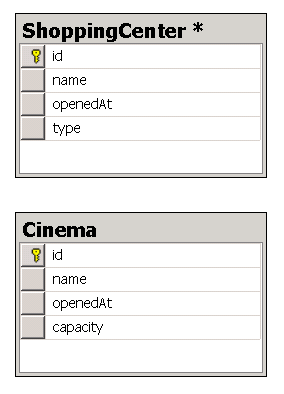 ShoppingCenter *
id
name
openedAt
type
Cinema
id
name
openedAt
capacity